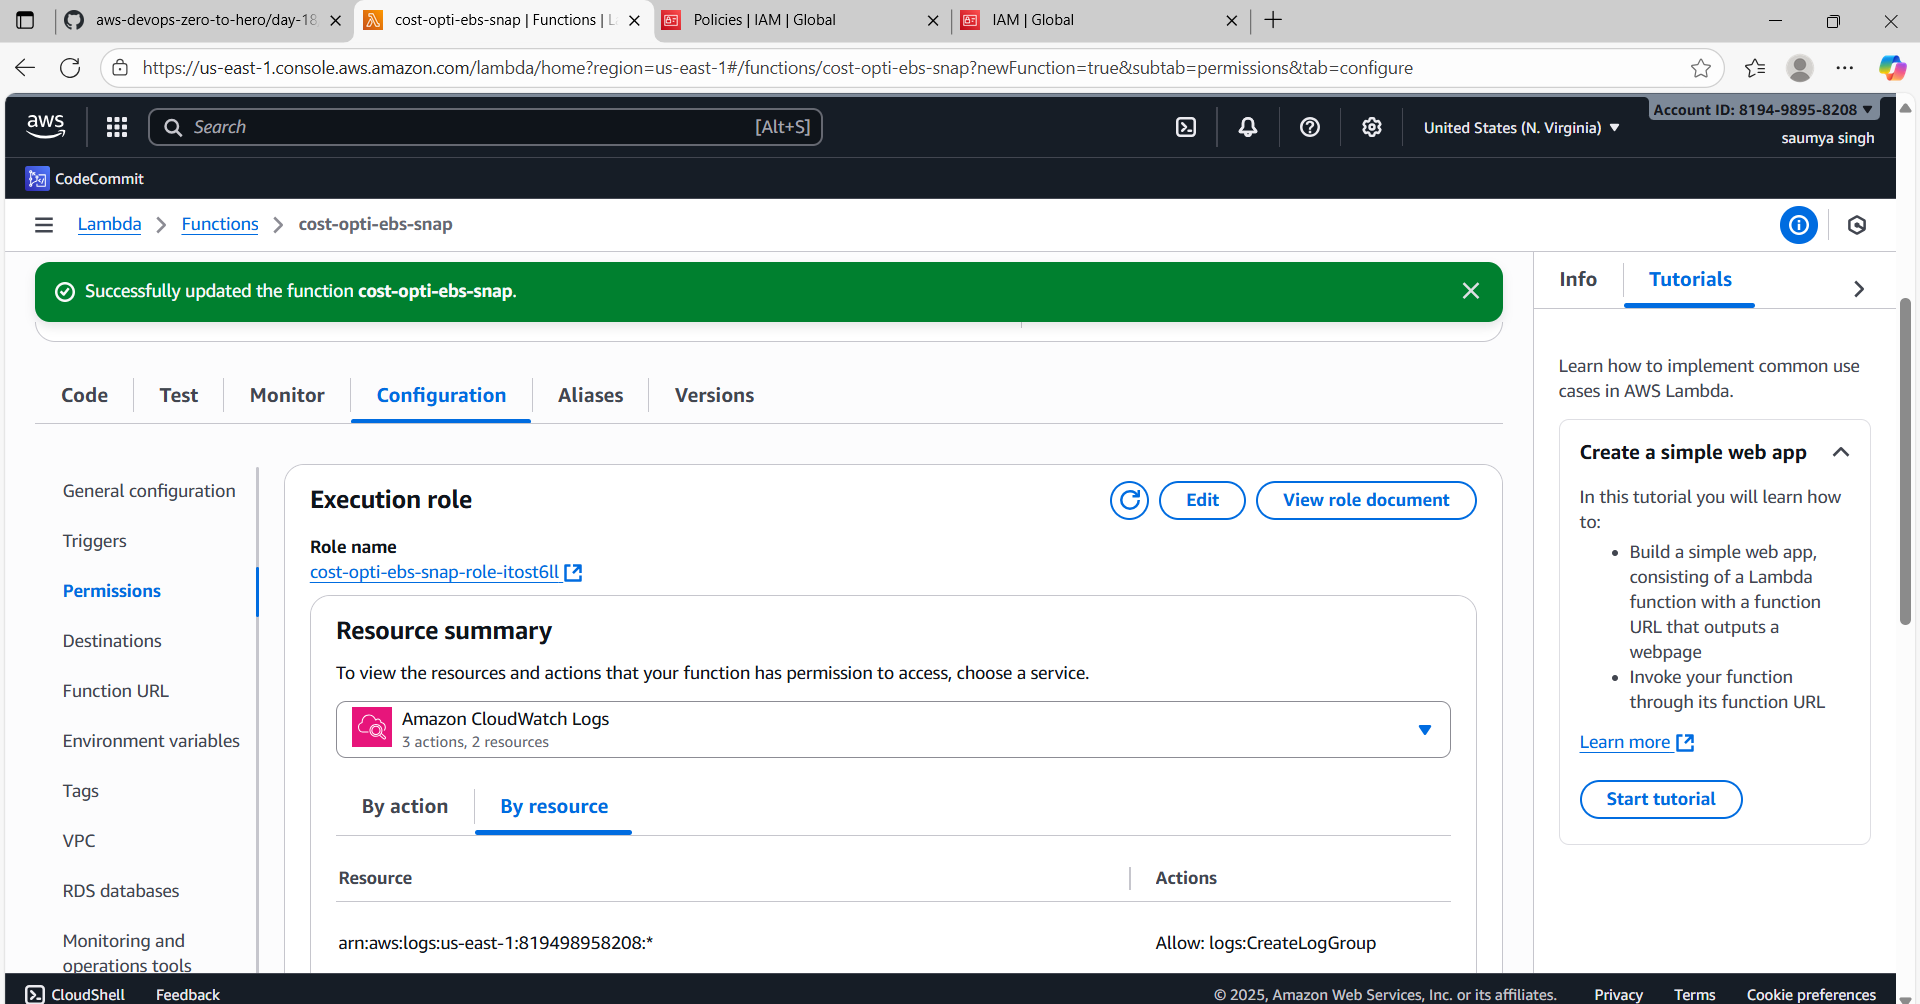 aws-devops-zero-to-hero/day-18
cost-opti-ebs-snap | Functions | L
Policies | IAM | Global
IAM | Global
https://us-east-1.console.aws.amazon.com/lambda/home?region=us-east-1#/functions/cost-opti-ebs-snap?newFunction=true&subtab=permissions&tab=configure
aws
Search
[Alt+S]
United States (N. Virginia)
Account ID: 8194-9895-8208
saumya singh
CodeCommit
Lambda
Functions
cost-opti-ebs-snap
Successfully updated the function cost-opti-ebs-snap.
Info
Tutorials
Code
Test
Monitor
Configuration
Aliases
Versions
General configuration
Triggers
Permissions
Destinations
Function URL
Environment variables
Tags
VPC
RDS databases
Monitoring and
operations tools
Execution role
Edit
View role document
Role name
cost-opti-ebs-snap-role-itost6ll
Resource summary
To view the resources and actions that your function has permission to access, choose a service.
Amazon CloudWatch Logs
3 actions, 2 resources
By action
By resource
Resource
Actions
arn:aws:logs:us-east-1:819498958208:*
Allow: logs:CreateLogGroup
Learn how to implement common use
cases in AWS Lambda.
Create a simple web app
In this tutorial you will learn how
to:
• Build a simple web app,
consisting of a Lambda
function with a function
URL that outputs a
webpage
• Invoke your function
through its function URL
Learn more
Start tutorial
CloudShell
Feedback
© 2025, Amazon Web Services, Inc. or its affiliates.
Privacy
Terms
Cookie preferences